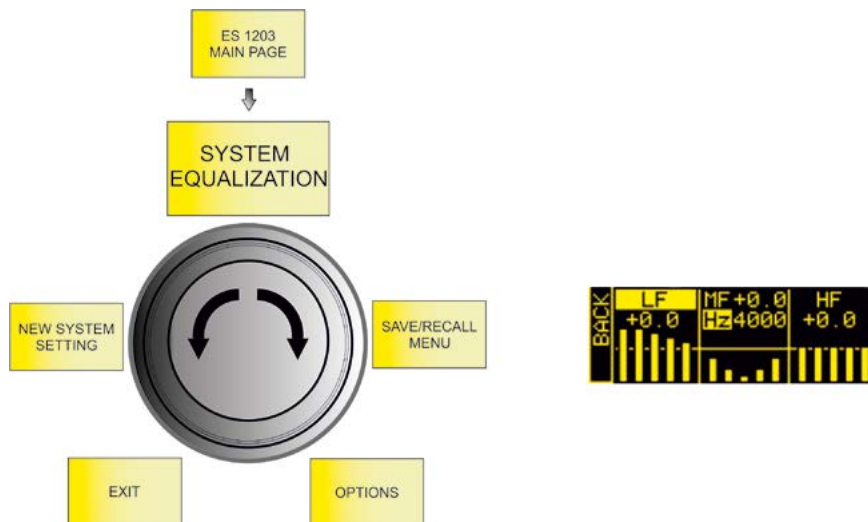 ES 1203
MAIN PAGE
SYSTEM
EQUALIZATION
NEW SYSTEM
SETTING
SAVE/RECALL
MENU
EXIT
OPTIONS
BACK
LF MF+0.0 HF
+0.0 Hz4000 +0.0